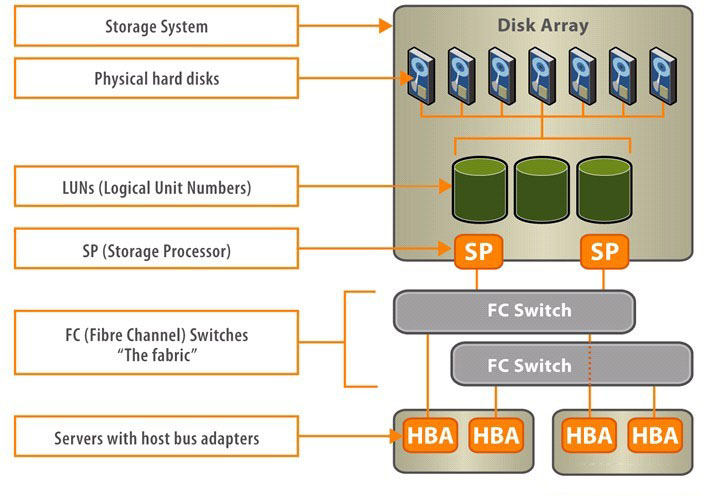 Storage System
Disk Array
Physical hard disks
LUNs (Logical Unit Numbers)
SP (Storage Processor)
SP
SP
FC Switch
FC (Fibre Channel) Switches
“The fabric”
FC Switch
Servers with host bus adapters
HBA
HBA
HBA
HBA